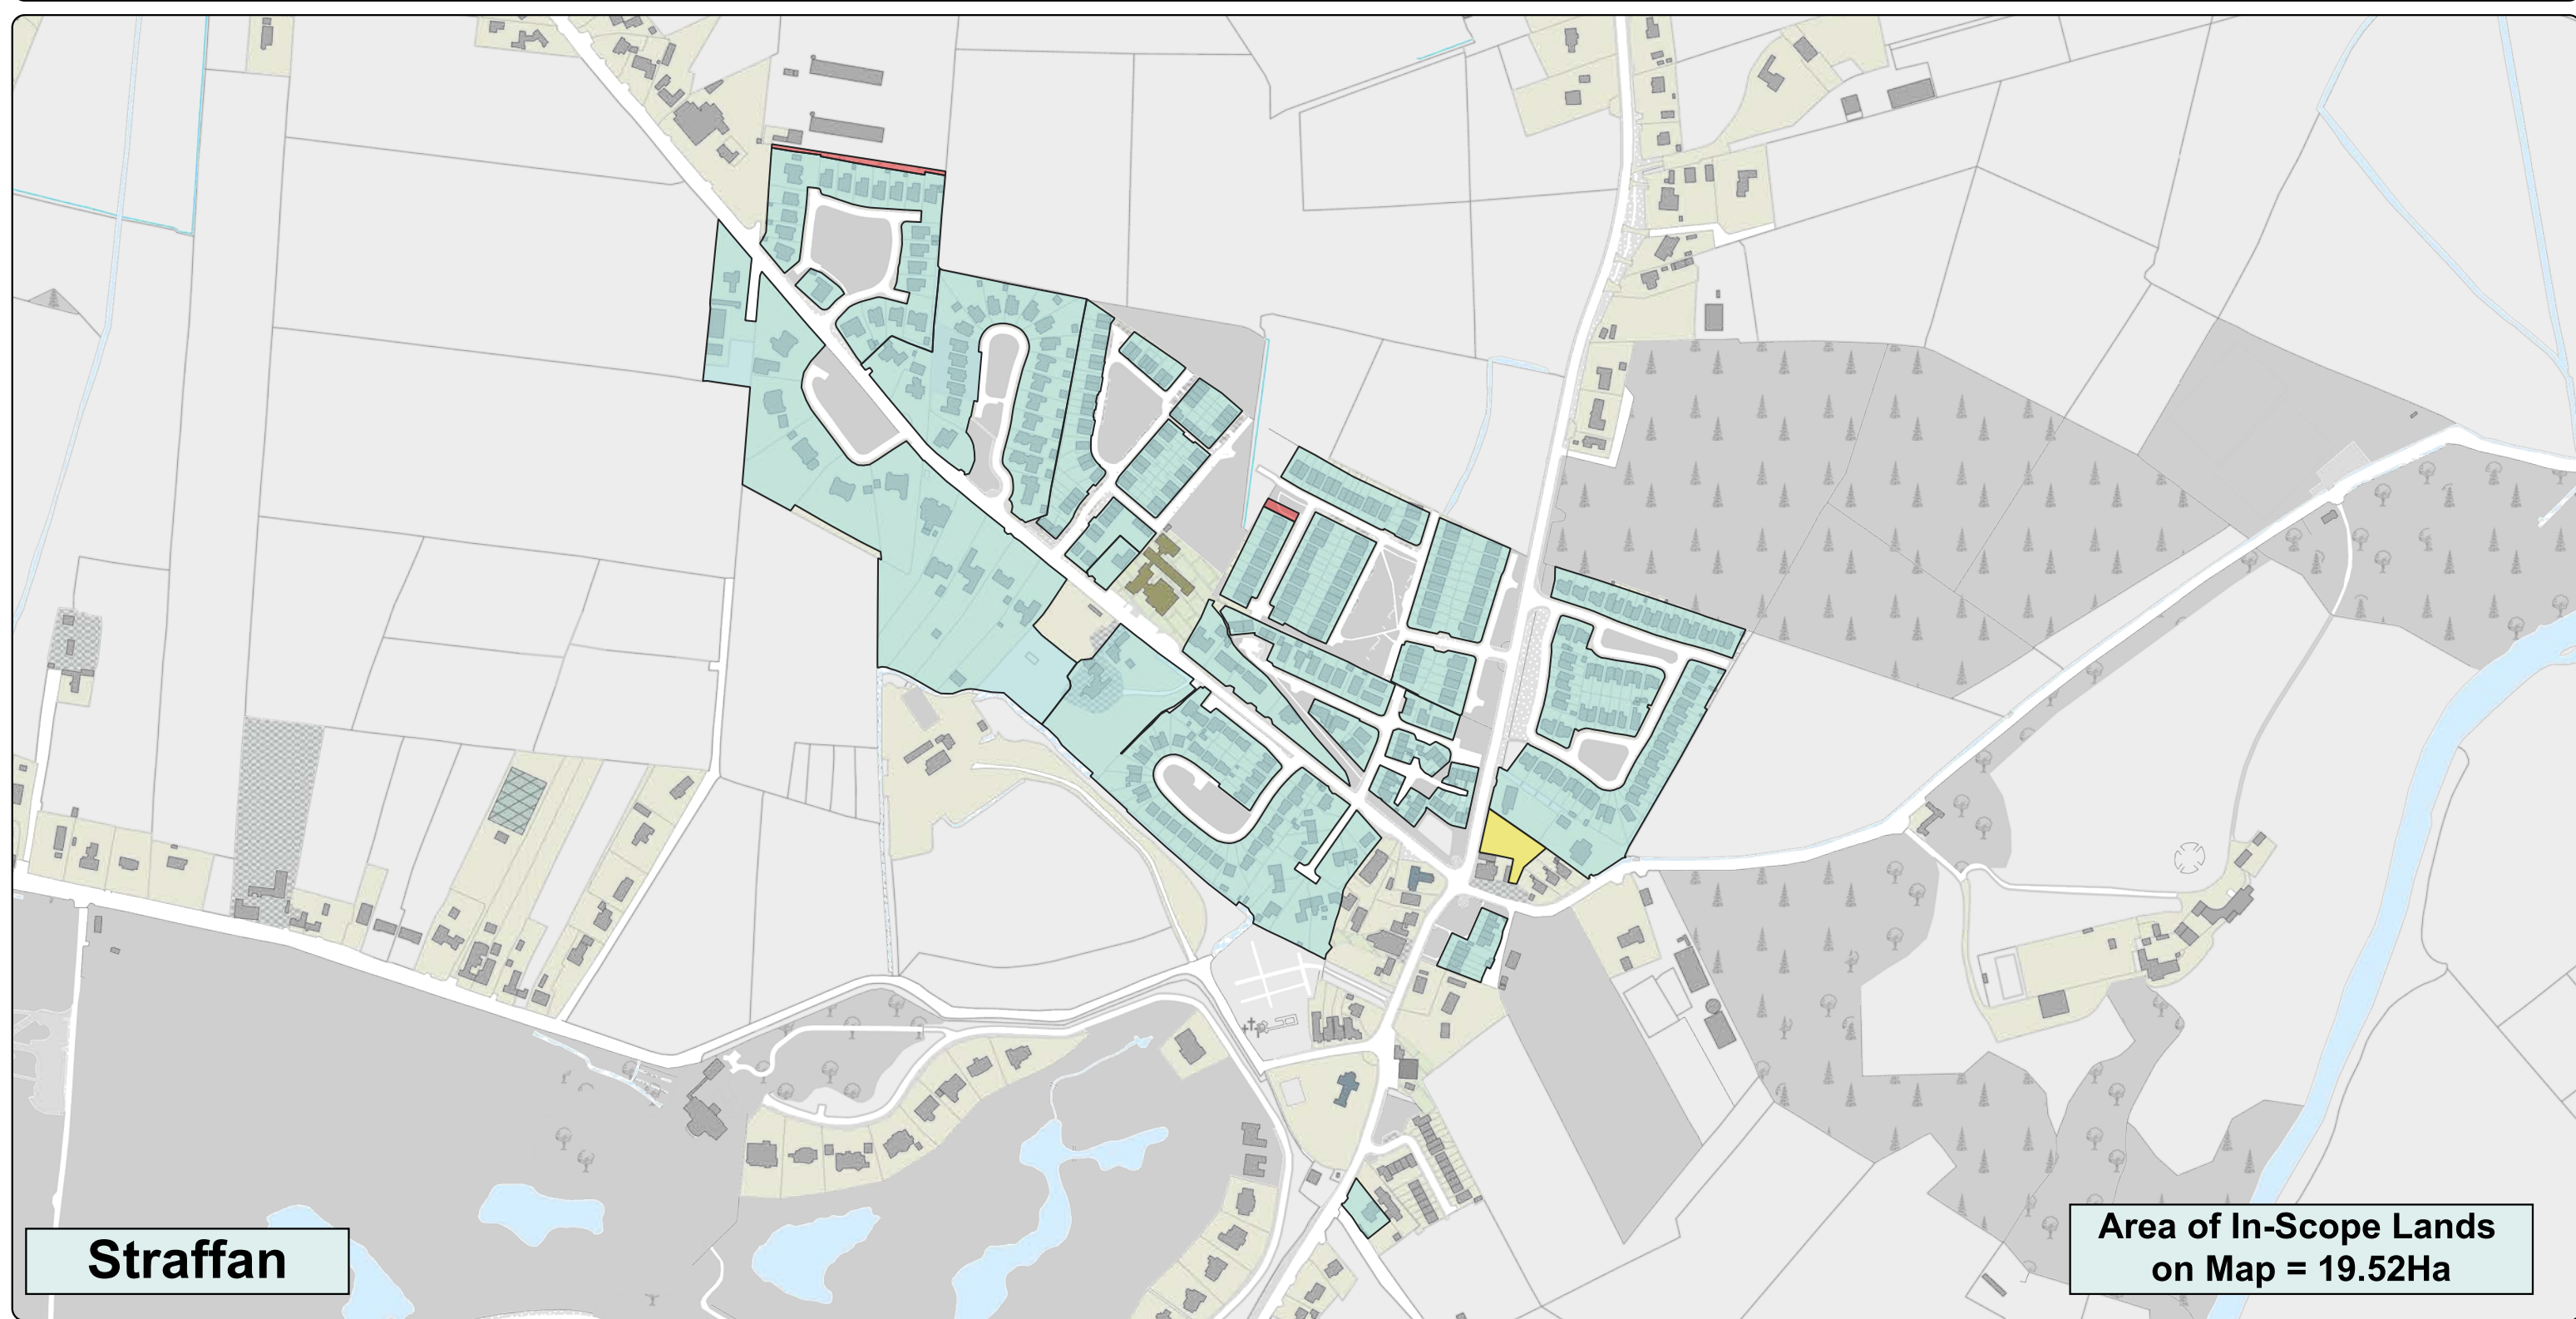 Straffan
Area of In-Scope Lands
on Map = 19.52Ha